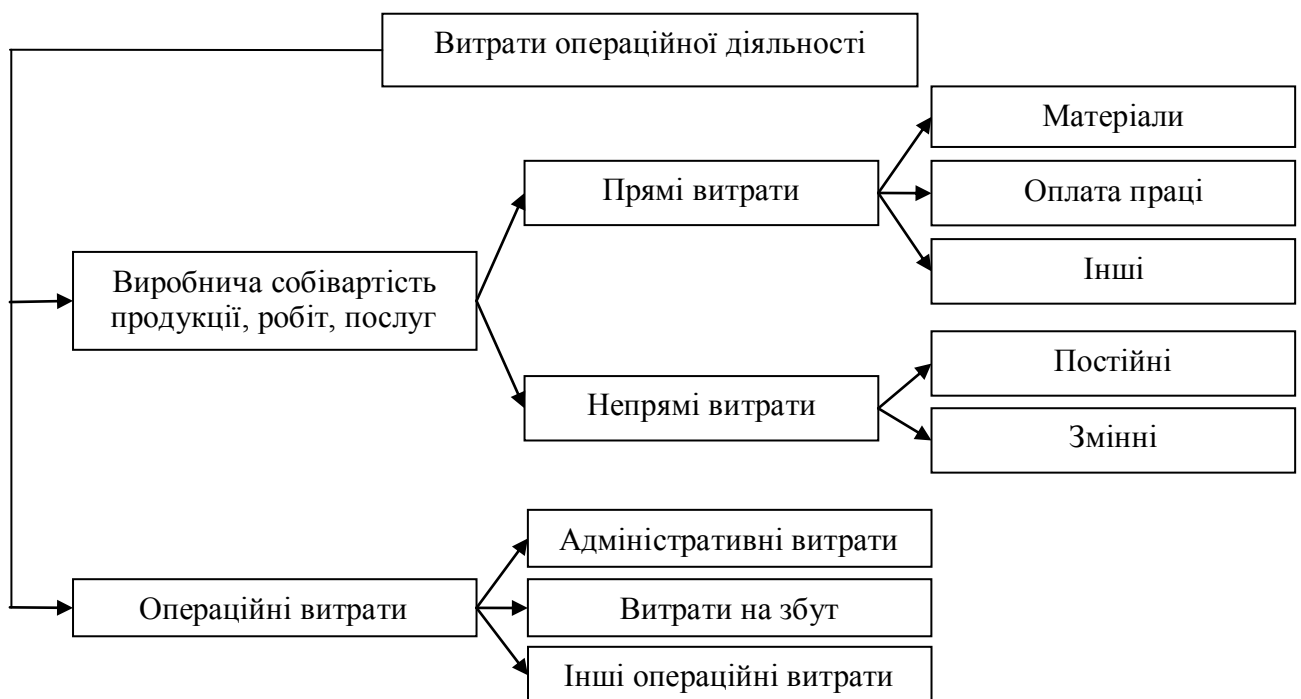 Витрати операційної діяльності
Матеріали
Прямі витрати
Оплата праці
Інші
Виробнича собівартість
продукції, робіт, послуг
Постійні
Непрямі витрати
Змінні
Адміністративні витрати
Операційні витрати
Витрати на збут
Інші операційні витрати